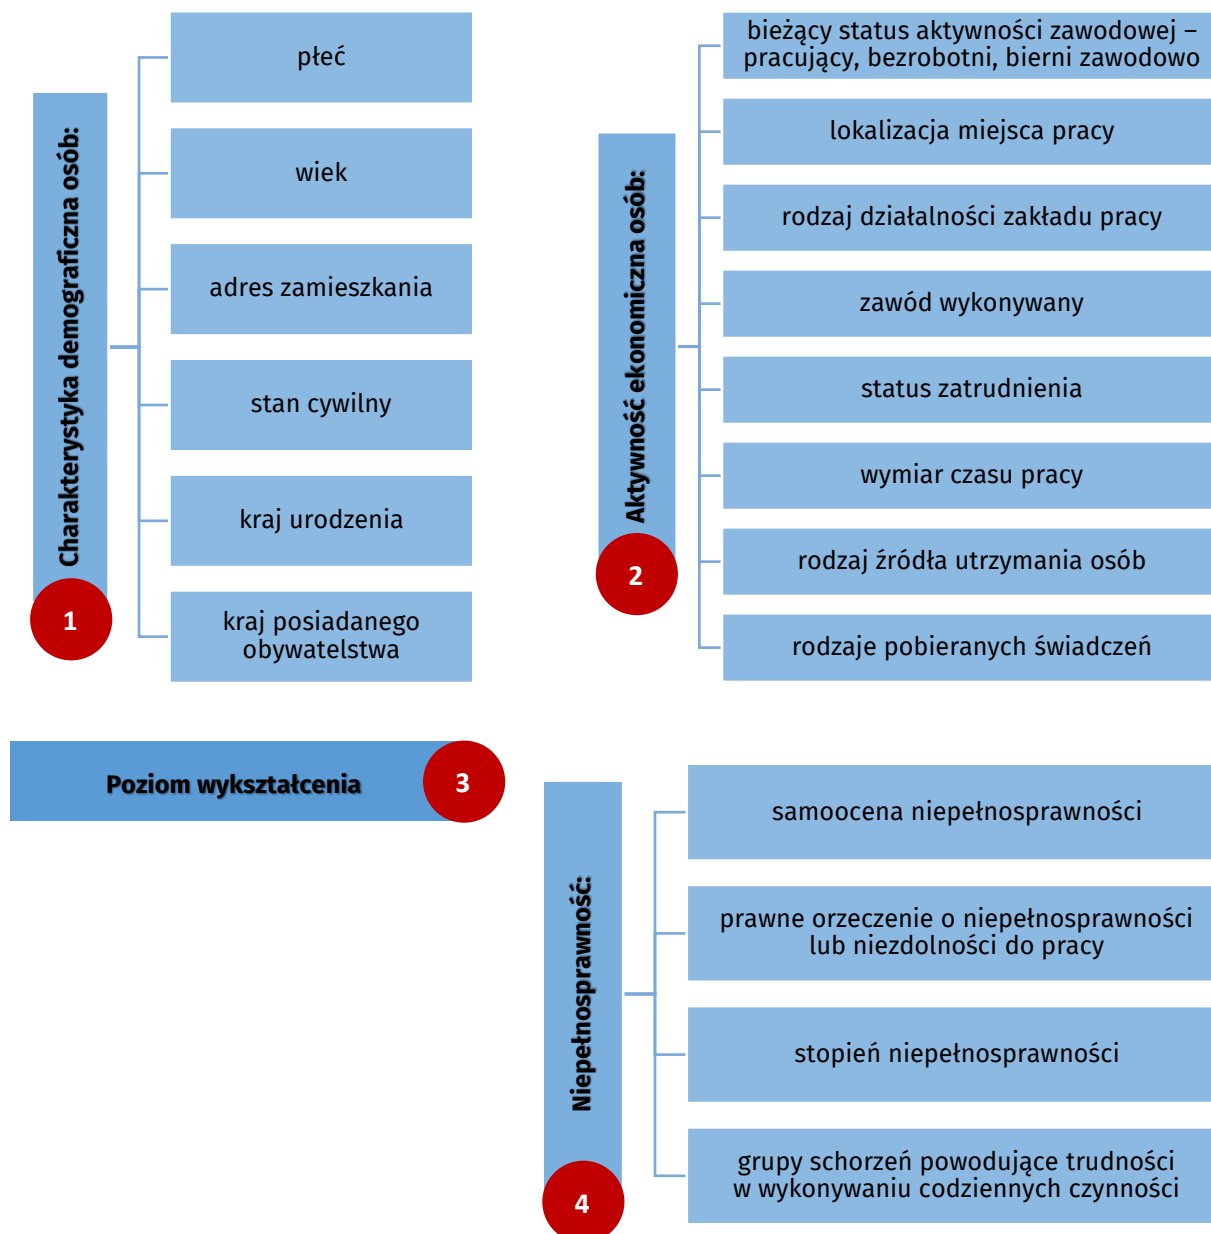 Charakterystyka demograficzna osób:
1
płeć
wiek
adres zamieszkania
stan cywilny
kraj urodzenia
kraj posiadanego
obywatelstwa
Aktywność ekonomiczna osób:
2
bieżący status aktywności zawodowej –
pracujący, bezrobotni, bierni zawodowo
lokalizacja miejsca pracy
rodzaj działalności zakładu pracy
zawód wykonywany
status zatrudnienia
wymiar czasu pracy
rodzaj źródła utrzymania osób
rodzaje pobieranych świadczeń
Poziom wykształcenia
3
Niepełnosprawność:
4
samoocena niepełnosprawności
prawne orzeczenie o niepełnosprawności
lub niezdolności do pracy
stopień niepełnosprawności
grupy schorzeń powodujące trudności
w wykonywaniu codziennych czynności